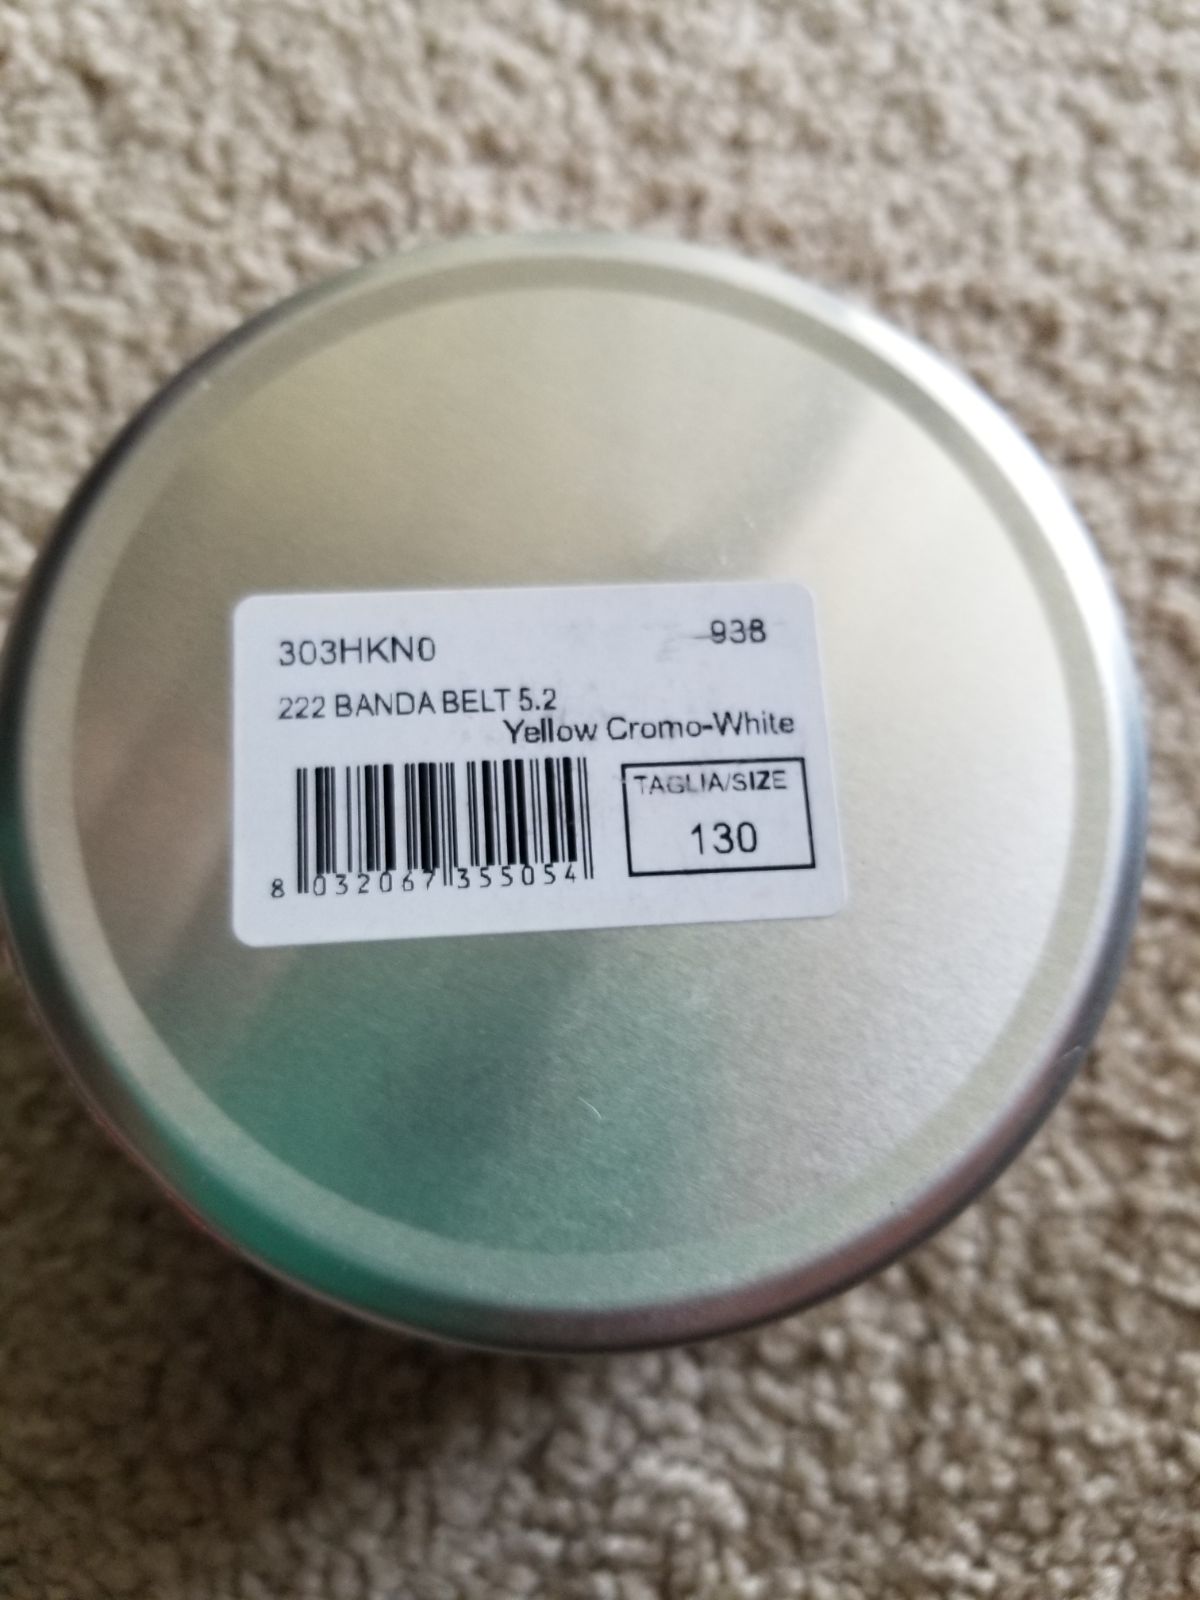 303HKN0 938
222 BANDA BELT 5.2
Yellow Cromo-White
TAGLIA/SIZE
130
8 032067 355054